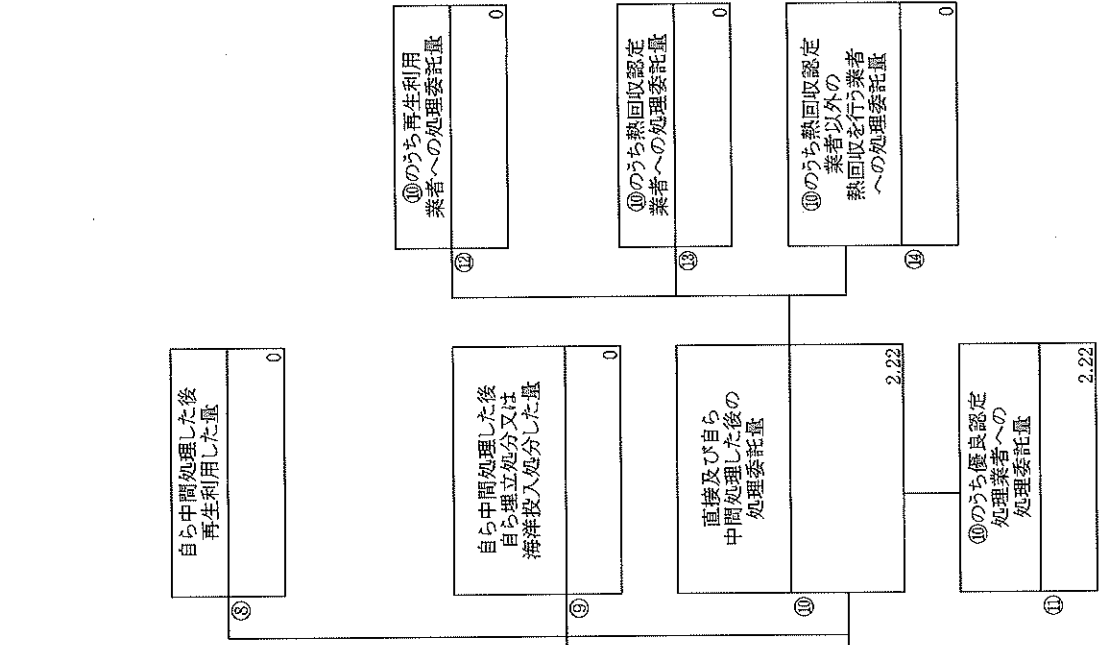 自ら中間処理した後
再生利用した量
⑧
0
自ら中間処理した後
自ら埋立処分又は
海洋投入処分した量
⑨
0
直接及び自ら
中間処理した後の
処理委託量
⑩
2.22
⑩のうち優良認定
処理業者への
処理委託量
⑪
2.22
⑩のうち再生利用
業者への処理委託量
⑫
0
⑩のうち熱回収認定
業者への処理委託量
⑬
0
⑩のうち熱回収認定
業者以外の
熱回収を行う業者
への処理委託量
⑭
0